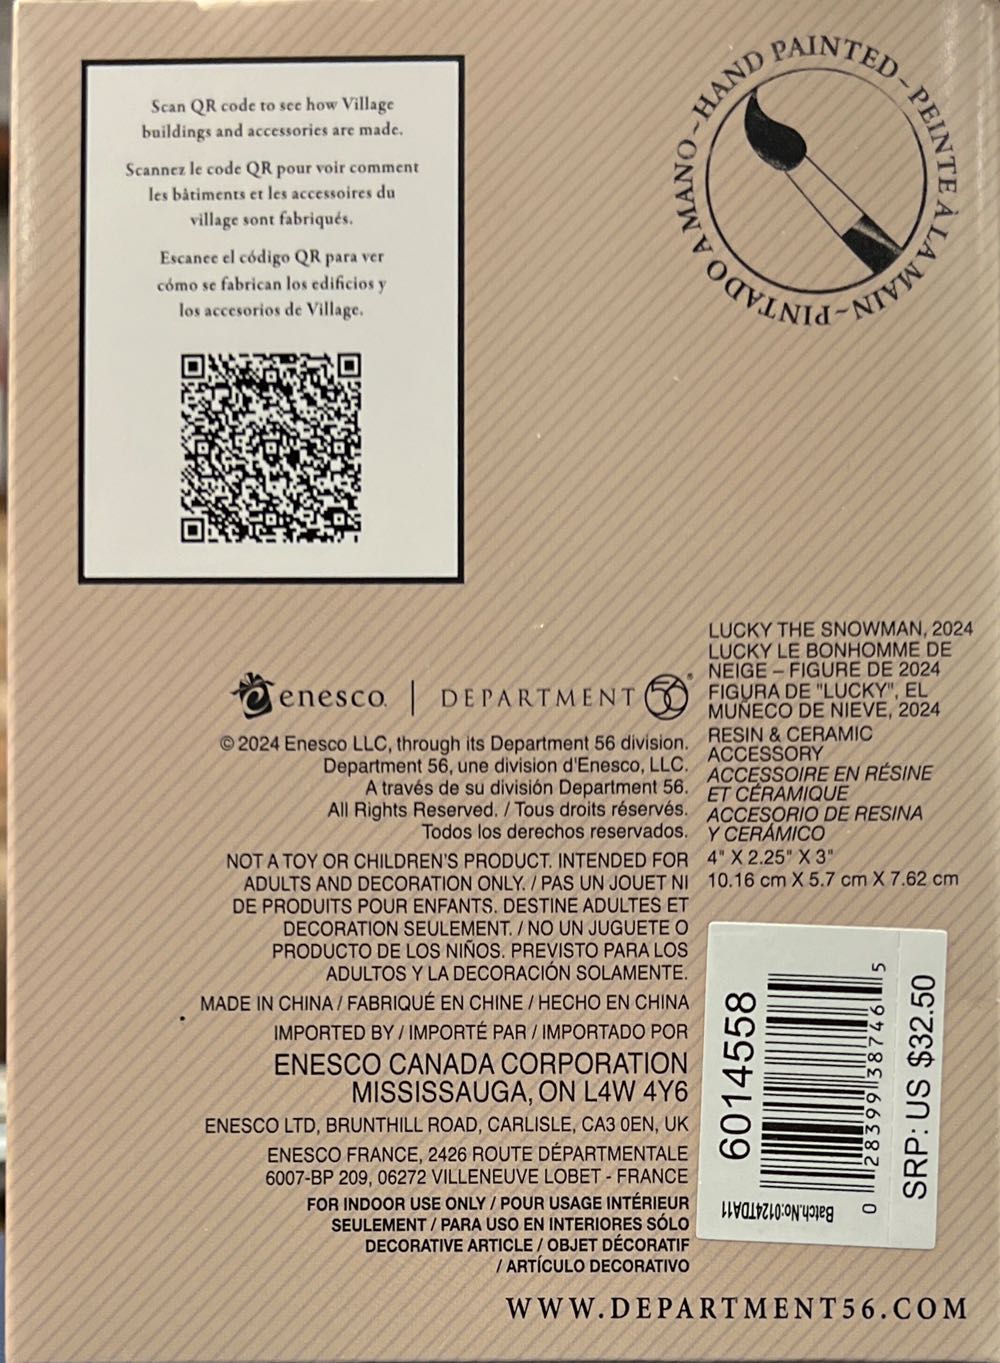 Scan QR code to see how Village
buildings and accessories are made.
Scannez le code QR pour voir comment
les bâtiments et les accessoires du
village sont fabriqués.
Escanee el código QR para ver
cómo se fabrican los edificios y
los accesorios de Village.
HAND PAINTED~PEINTE À LA MAIN~PINTADO A MANO~
enesco. | DEPARTMENT 56®
© 2024 Enesco LLC, through its Department 56 division.
Department 56, une division d'Enesco, LLC.
A través de su división Department 56.
All Rights Reserved. / Tous droits réservés.
Todos los derechos reservados.
NOT A TOY OR CHILDREN'S PRODUCT. INTENDED FOR
ADULTS AND DECORATION ONLY. / PAS UN JOUET NI
DE PRODUITS POUR ENFANTS. DESTINE ADULTES ET
DECORATION SEULEMENT. / NO UN JUGUETE O
PRODUCTO DE LOS NIÑOS. PREVISTO PARA LOS
ADULTOS Y LA DECORACIÓN SOLAMENTE.
MADE IN CHINA / FABRIQUÉ EN CHINE / HECHO EN CHINA
IMPORTED BY / IMPORTÉ PAR / IMPORTADO POR
ENESCO CANADA CORPORATION
MISSISSAUGA, ON L4W 4Y6
ENESCO LTD, BRUNTHILL ROAD, CARLISLE, CA3 0EN, UK
ENESCO FRANCE, 2426 ROUTE DÉPARTMENTALE
6007-BP 209, 06272 VILLENEUVE LOBET - FRANCE
FOR INDOOR USE ONLY / POUR USAGE INTÉRIEUR
SEULEMENT / PARA USO EN INTERIORES SÓLO
DECORATIVE ARTICLE / OBJET DÉCORATIF
/ ARTÍCULO DECORATIVO
LUCKY THE SNOWMAN, 2024
LUCKY LE BONHOMME DE
NEIGE – FIGURE DE 2024
FIGURA DE "LUCKY", EL
MUÑECO DE NIEVE, 2024
RESIN & CERAMIC
ACCESSORY
ACCESSOIRE EN RÉSINE
ET CÉRAMIQUE
ACCESORIO DE RESINA
Y CERÁMICO
4" X 2.25" X 3"
10.16 cm X 5.7 cm X 7.62 cm
6014558
0 28399 38746 5
SRP: US $32.50
Batch.No:0124TDA11
WWW.DEPARTMENT56.COM